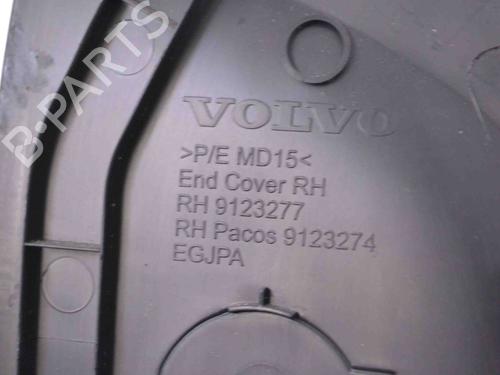 B-PARTS
VOLVO
>P/E MD15<
End Cover RH
RH 9123277
RH Pacos 9123274
EGJPA